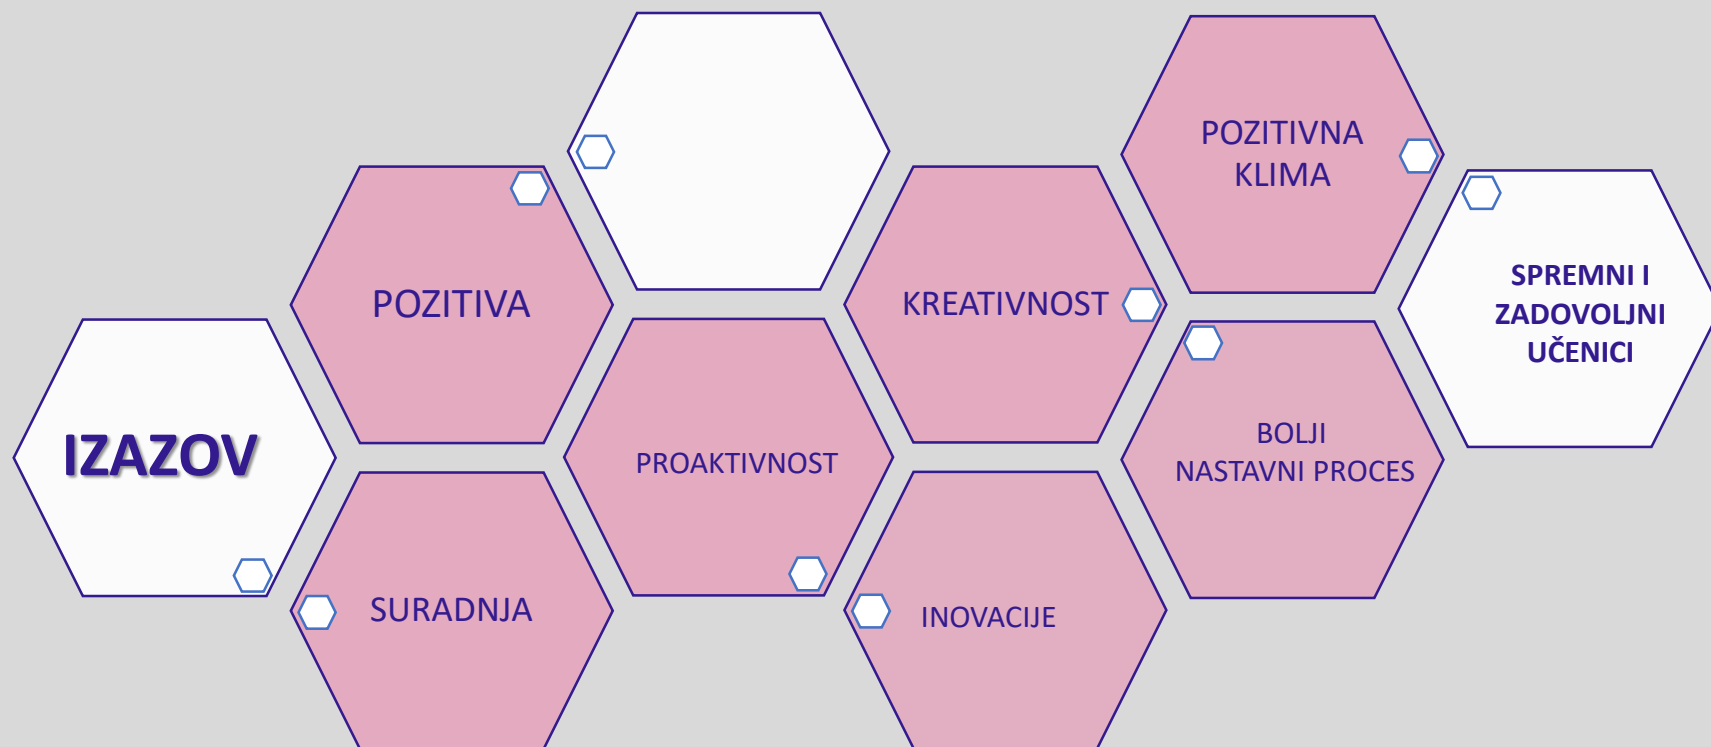 IZAZOV
POZITIVA
SURADNJA
PROAKTIVNOST
KREATIVNOST
INOVACIJE
POZITIVNA
KLIMA
BOLJI
NASTAVNI PROCES
SPREMNI I
ZADOVOLJNI
UČENICI